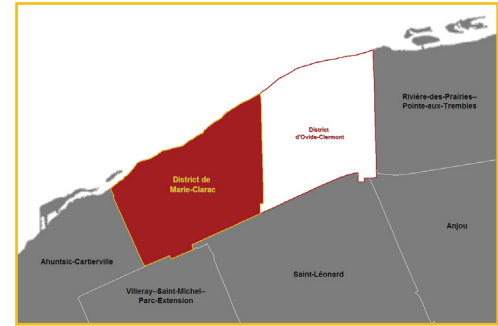 Rivière-des-Prairies–
Pointe-aux-Trembles
District
d'Ovide-Clermont
District de
Marie-Clarac
Anjou
Ahuntsic-Cartierville
Saint-Léonard
Villeray–Saint-Michel–
Parc-Extension